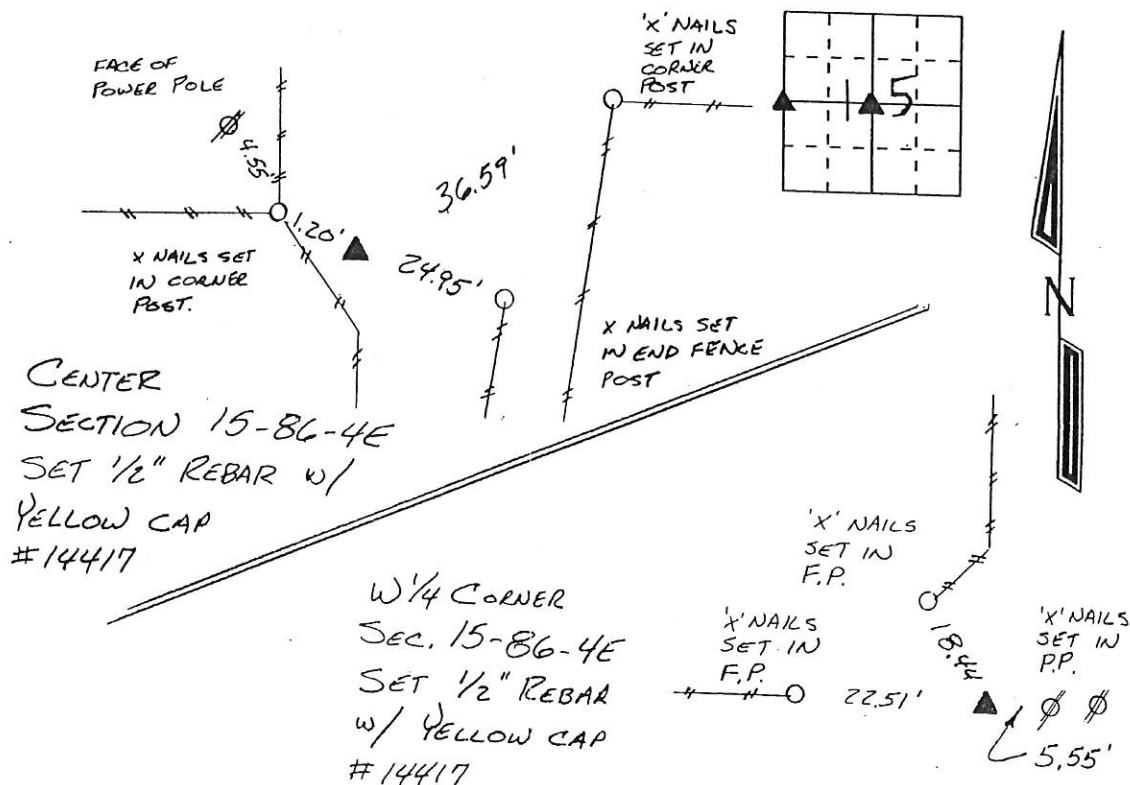 FACE OF
POWER POLE
4.55'
'X' NAILS
SET IN
CORNER
POST
15
36.59'
1.20'
24.95'
X NAILS SET
IN CORNER
POST.
X NAILS SET
IN END FENCE
POST
N
CENTER
SECTION 15-86-4E
SET 1/2" REBAR W/
YELLOW CAP
#14417
'X' NAILS
SET IN
F.P.
W 1/4 CORNER
SEC. 15-86-4E
SET 1/2" REBAR
W/ YELLOW CAP
#14417
'X' NAILS
SET IN
F.P.
22.51'
18.44
'X' NAILS
SET IN
P.P.
5.55'